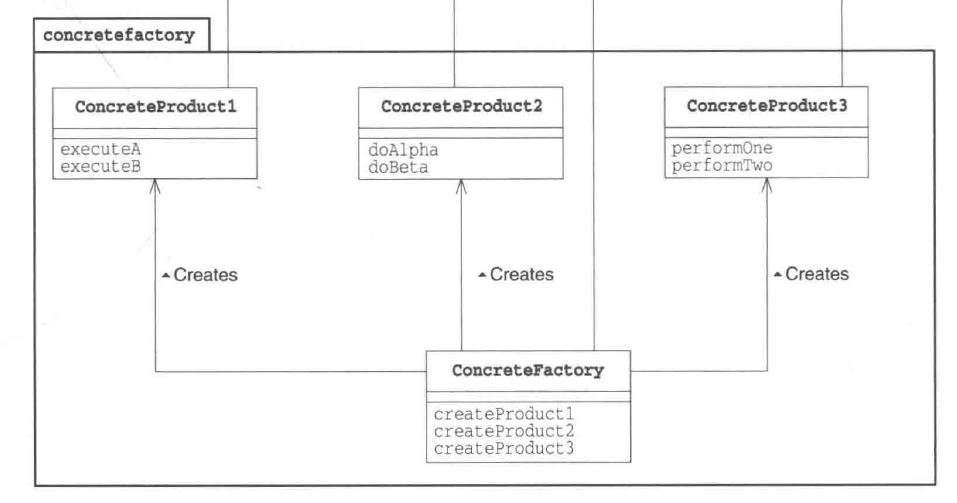 concretefactory
ConcreteProduct1
executeA
executeB
ConcreteProduct2
doAlpha
doBeta
ConcreteProduct3
performOne
performTwo
Creates
Creates
Creates
ConcreteFactory
createProduct1
createProduct2
createProduct3